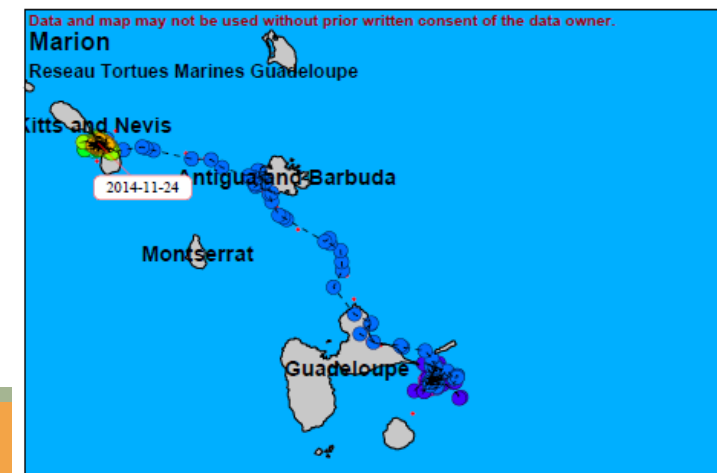 Data and map may not be used without prior written consent of the data owner.
Marion
Reseau Tortues Marines Guadeloupe
Kitts and Nevis
2014-11-24
Antigua and Barbuda
Montserrat
Guadeloupe